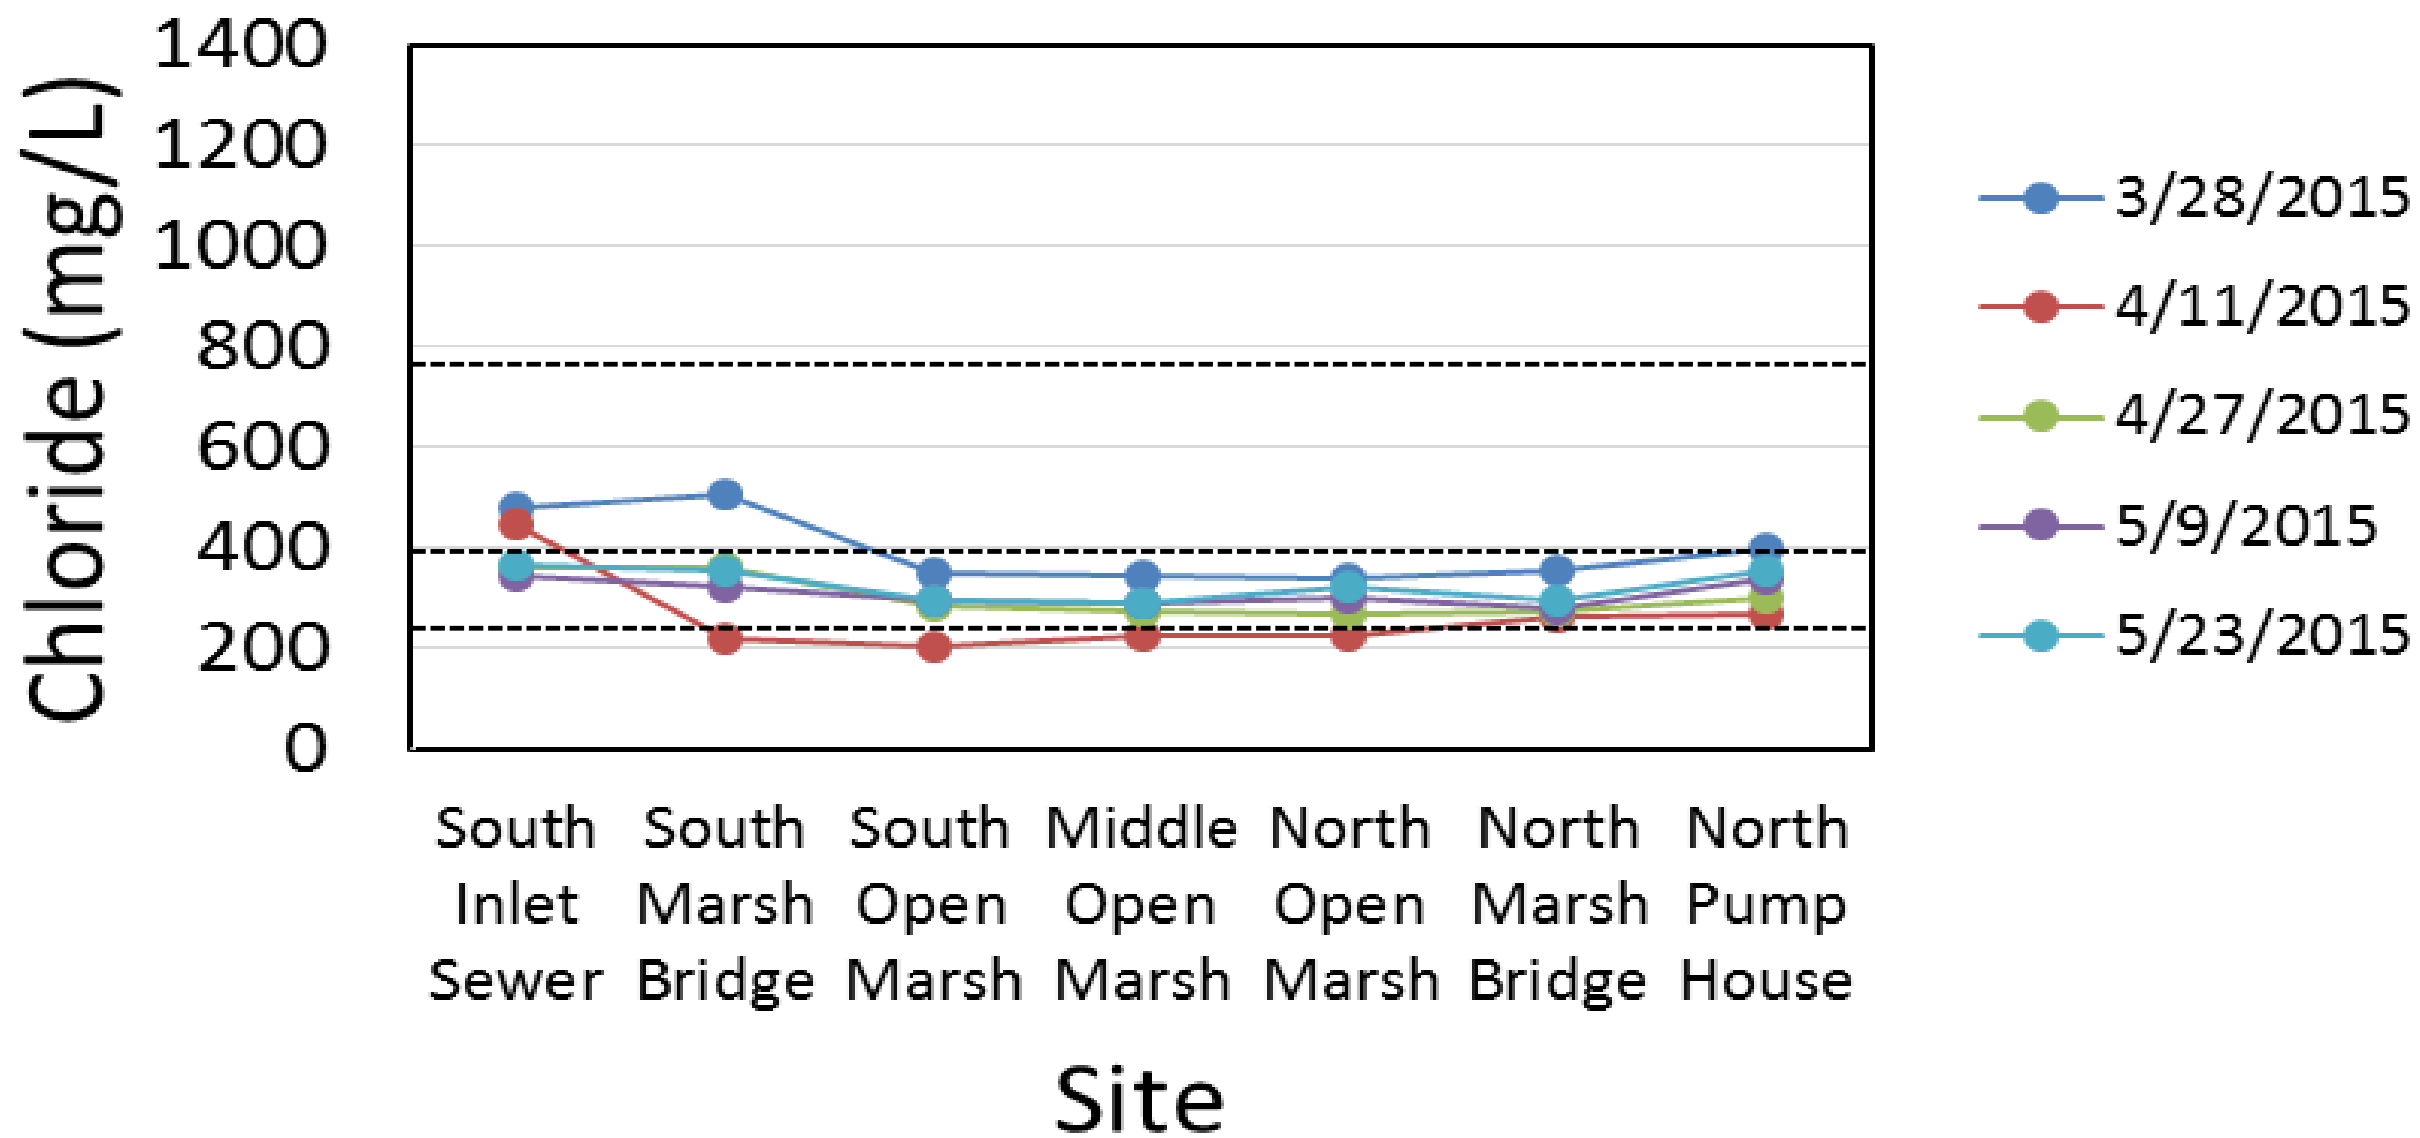 Chloride (mg/L)
1400
1200
1000
800
600
400
200
0
South Inlet Sewer
South Marsh Bridge
South Open Marsh
Middle Open Marsh
North Open Marsh
North Marsh Bridge
North Pump House
Site
3/28/2015
4/11/2015
4/27/2015
5/9/2015
5/23/2015